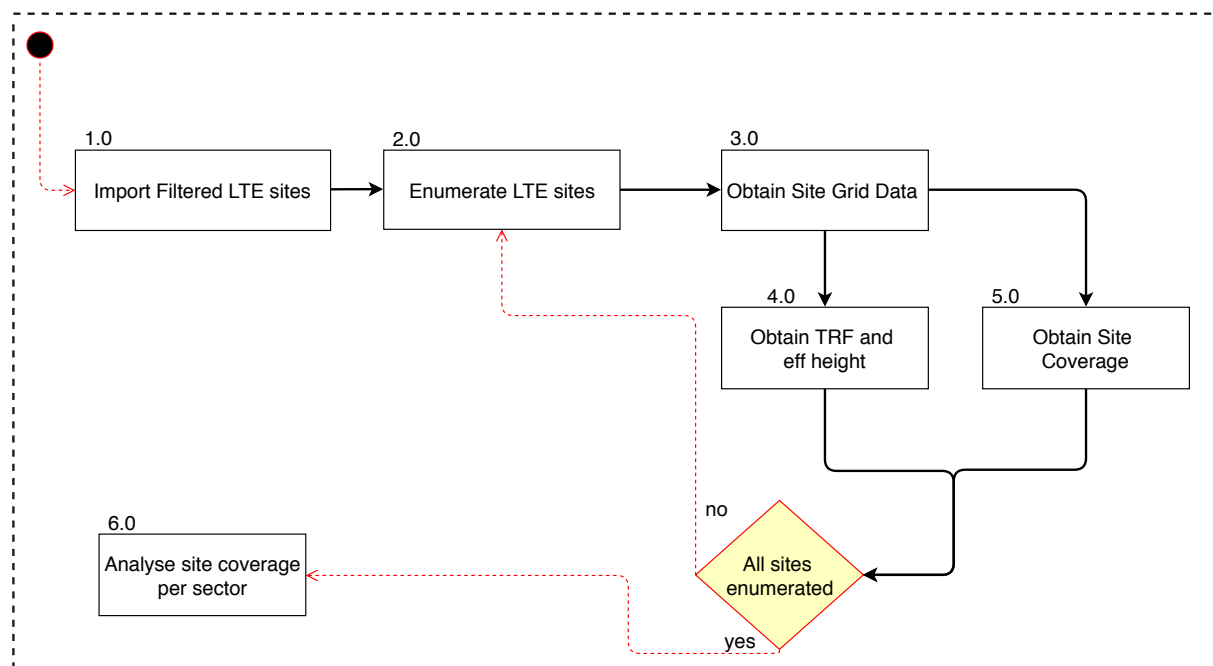 1.0
Import Filtered LTE sites
2.0
Enumerate LTE sites
3.0
Obtain Site Grid Data
4.0
Obtain TRF and
eff height
5.0
Obtain Site
Coverage
no
All sites
enumerated
yes
6.0
Analyse site coverage
per sector